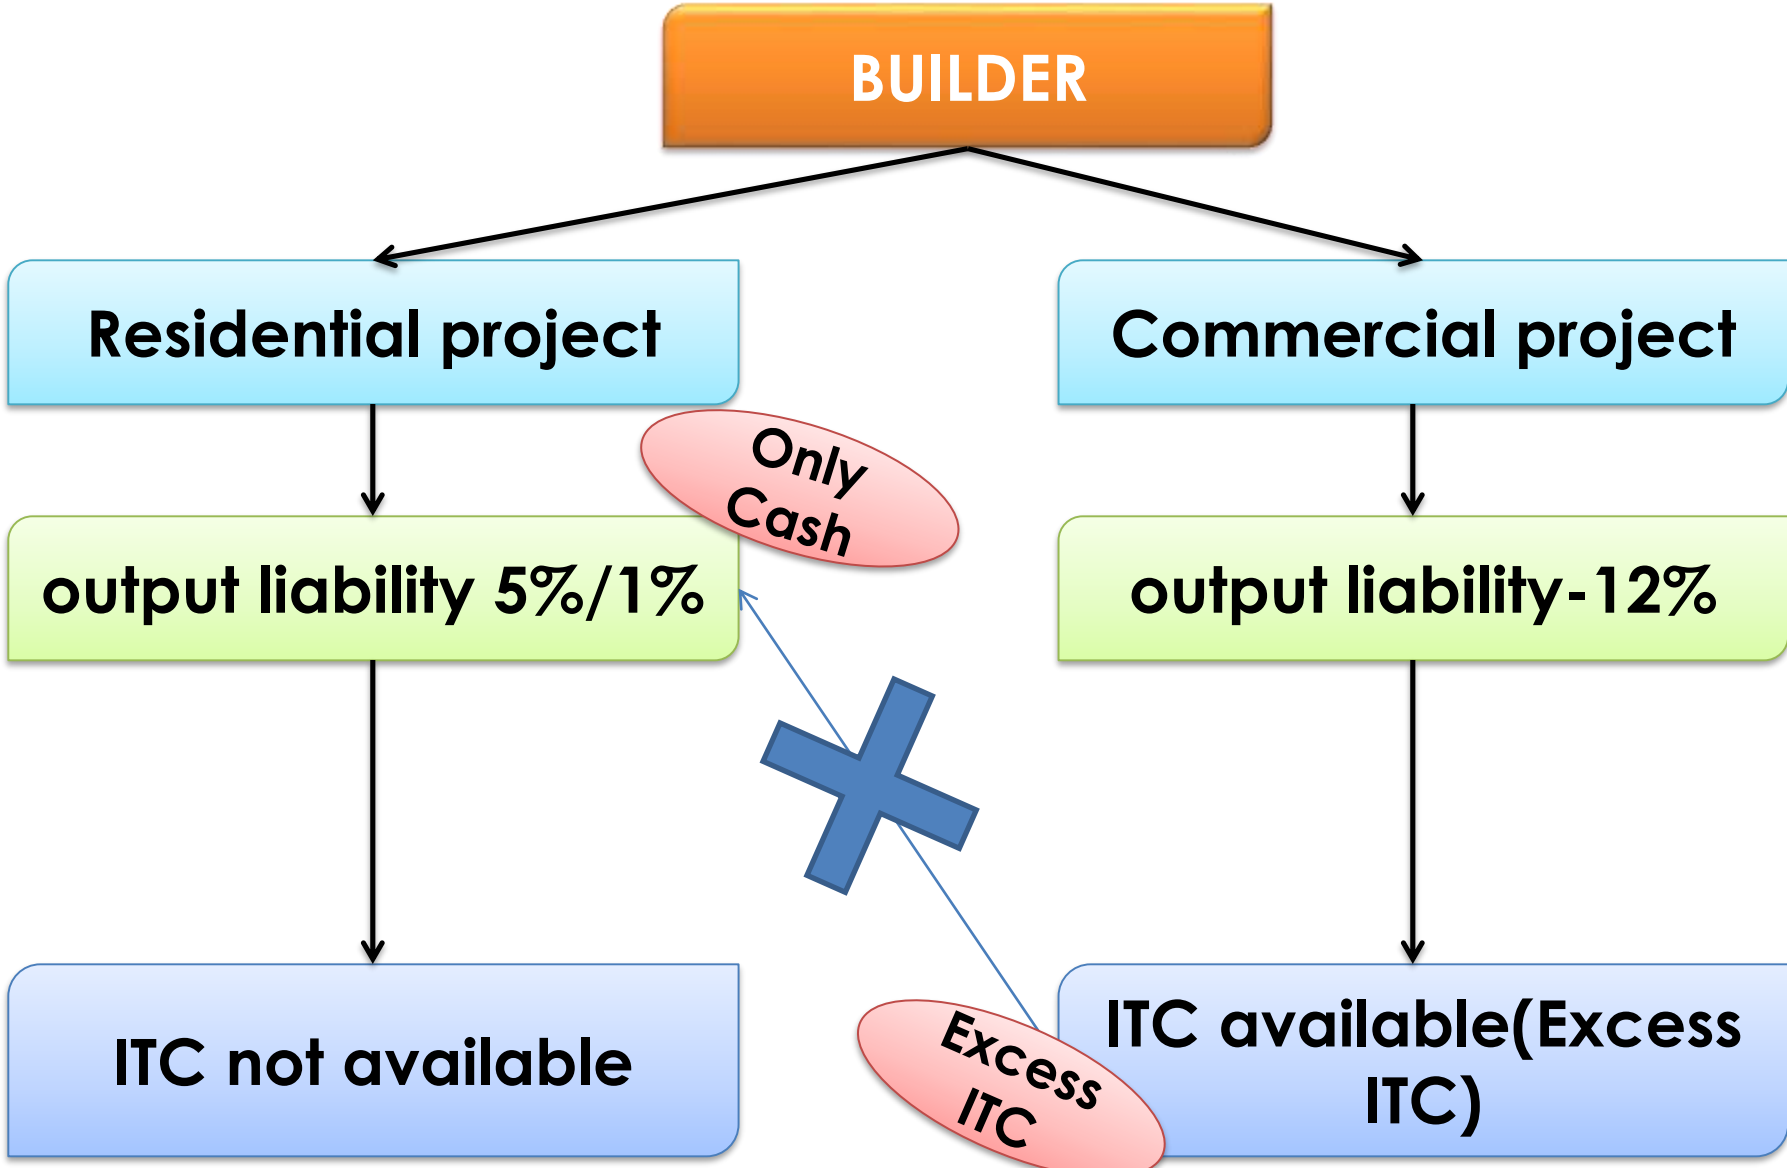 BUILDER
Residential project
Commercial project
Only
Cash
output liability 5%/1%
output liability-12%
ITC not available
Excess
ITC
ITC available(Excess
ITC)